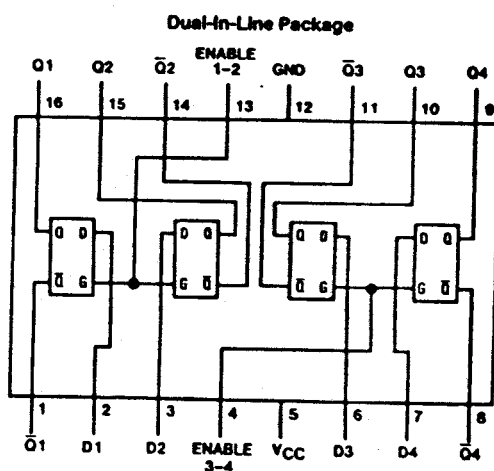 Dual-In-Line Package
ENABLE
Q1 Q2 Q̅2 1-2 GND Q̅3 Q3 Q4
16 15 14 13 12 11 10 9
Q D D Q Q D D Q
Q̅ G G Q̅ Q̅ G G Q̅
1 2 3 4 5 6 7 8
Q̅1 D1 D2 ENABLE VCC D3 D4 Q̅4
3-4